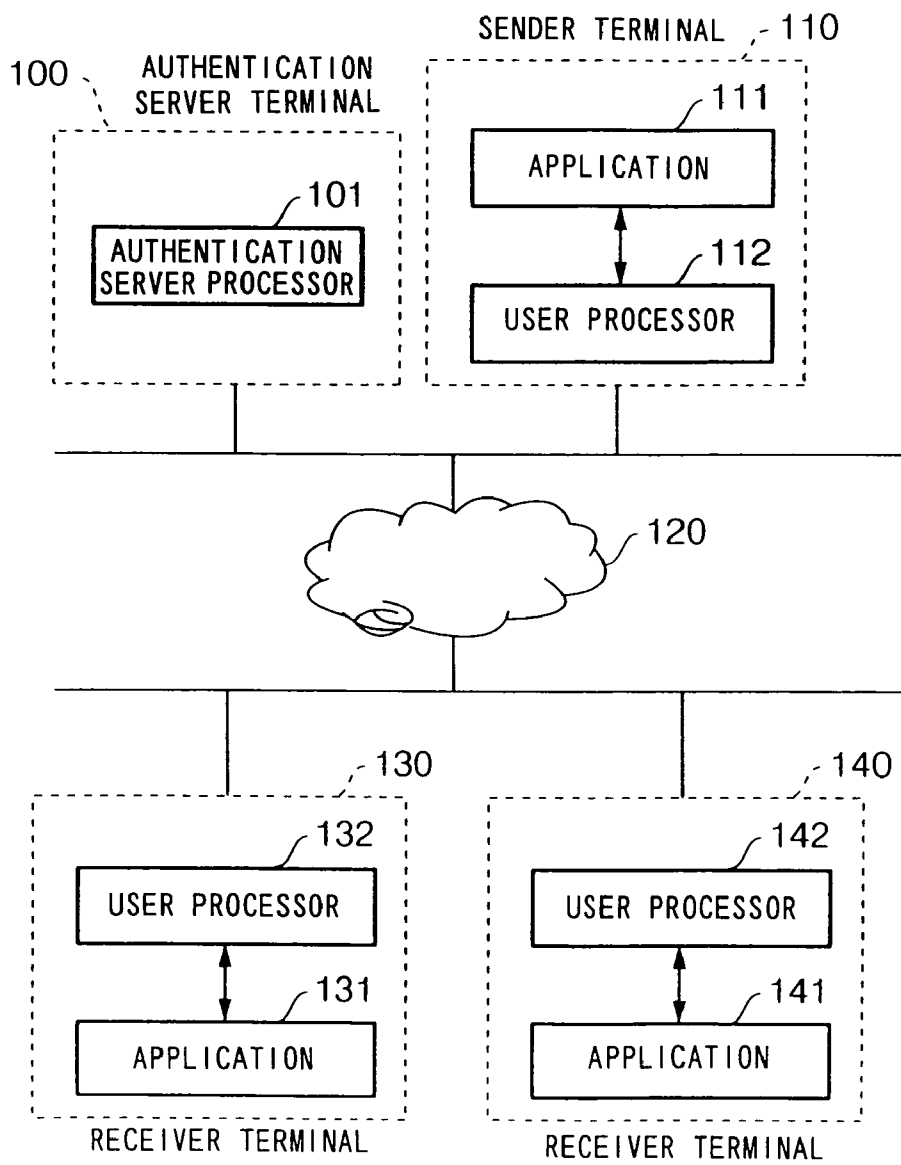 SENDER TERMINAL
110
100
AUTHENTICATION
SERVER TERMINAL
111
APPLICATION
101
AUTHENTICATION
SERVER PROCESSOR
112
USER PROCESSOR
120
130
140
132
USER PROCESSOR
142
USER PROCESSOR
131
APPLICATION
141
APPLICATION
RECEIVER TERMINAL
RECEIVER TERMINAL